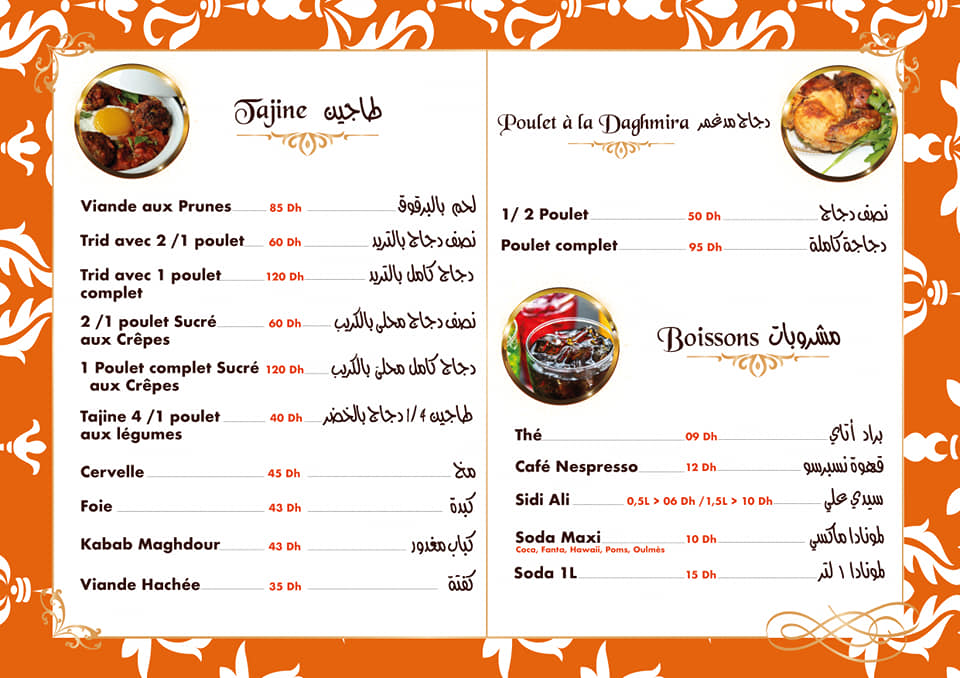 Tajine طاجين
Viande aux Prunes 85 Dh لحم بالبرقوق
Trid avec 2 /1 poulet 60 Dh نصف دجاج بالتريد
Trid avec 1 poulet 120 Dh دجاج كامل بالتريد
complet
2 /1 poulet Sucré 60 Dh نصف دجاج محلى بالكريب
aux Crêpes
1 Poulet complet Sucré 120 Dh دجاج كامل محلى بالكريب
aux Crêpes
Tajine 4 /1 poulet 40 Dh طاجين 4 /1 دجاج بالخضر
aux légumes
Cervelle 45 Dh مخ
Foie 43 Dh كبدة
Kabab Maghdour 43 Dh كباب مغدور
Viande Hachée 35 Dh كفتة
Poulet à la Daghmira دجاج مدغمر
1/ 2 Poulet 50 Dh نصف دجاج
Poulet complet 95 Dh دجاجة كاملة
Boissons مشروبات
Thé 09 Dh براد أتاي
Café Nespresso 12 Dh قهوة نسبرسو
Sidi Ali 0,5L > 06 Dh /1,5L > 10 Dh سيدي علي
Soda Maxi 10 Dh لمونادا ماكسي
Coca, Fanta, Hawaii, Poms, Oulmès
Soda 1L 15 Dh لمونادا ١ لتر